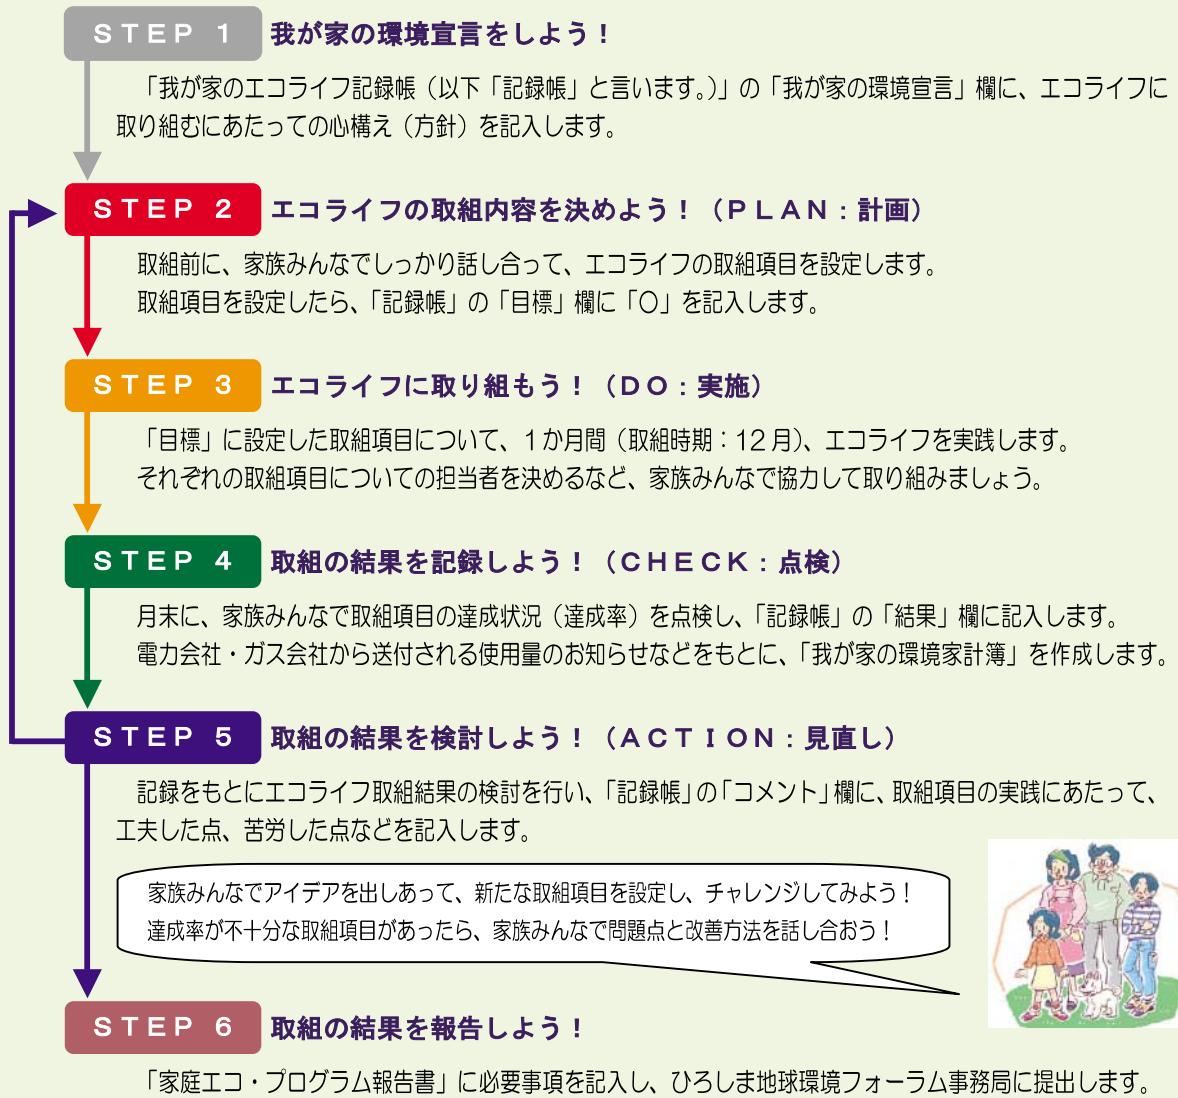 ＳＴＥＰ １ 我が家の環境宣言をしよう！
「我が家のエコライフ記録帳（以下「記録帳」と言います。）」の「我が家の環境宣言」欄に、エコライフに
取り組むにあたっての心構え（方針）を記入します。
ＳＴＥＰ ２ エコライフの取組内容を決めよう！（ＰＬＡＮ：計画）
取組前に、家族みんなでしっかり話し合って、エコライフの取組項目を設定します。
取組項目を設定したら、「記録帳」の「目標」欄に「〇」を記入します。
ＳＴＥＰ ３ エコライフに取り組もう！（ＤＯ：実施）
「目標」に設定した取組項目について、１か月間（取組時期：12月）、エコライフを実践します。
それぞれの取組項目についての担当者を決めるなど、家族みんなで協力して取り組みましょう。
ＳＴＥＰ ４ 取組の結果を記録しよう！（ＣＨＥＣＫ：点検）
月末に、家族みんなで取組項目の達成状況（達成率）を点検し、「記録帳」の「結果」欄に記入します。
電力会社・ガス会社から送付される使用量のお知らせなどをもとに、「我が家の環境家計簿」を作成します。
ＳＴＥＰ ５ 取組の結果を検討しよう！（ＡＣＴＩＯＮ：見直し）
記録をもとにエコライフ取組結果の検討を行い、「記録帳」の「コメント」欄に、取組項目の実践にあたって、
工夫した点、苦労した点などを記入します。
家族みんなでアイデアを出しあって、新たな取組項目を設定し、チャレンジしてみよう！
達成率が不十分な取組項目があったら、家族みんなで問題点と改善方法を話し合おう！
ＳＴＥＰ ６ 取組の結果を報告しよう！
「家庭エコ・プログラム報告書」に必要事項を記入し、ひろしま地球環境フォーラム事務局に提出します。